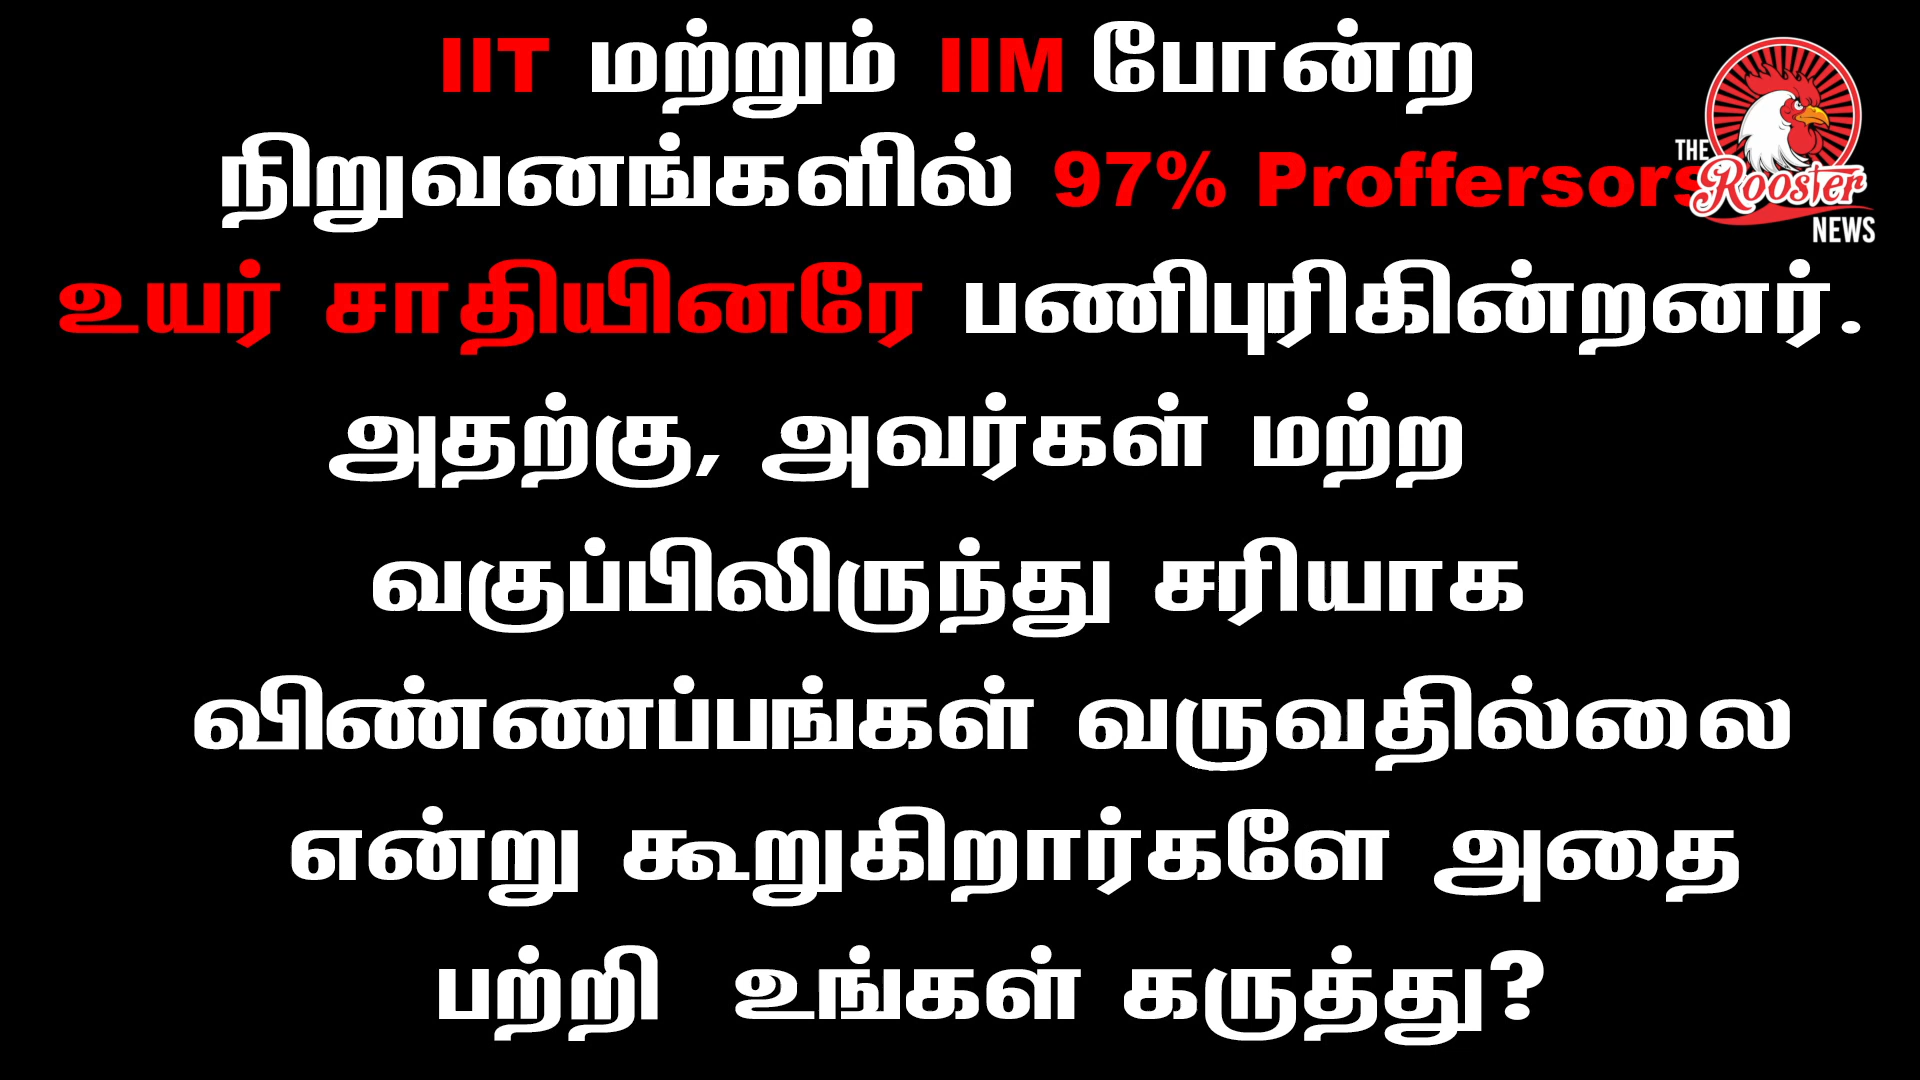 IIT மற்றும் IIM போன்ற
நிறுவனங்களில் 97% Proffersors
உயர் சாதியினரே பணிபுரிகின்றனர்.
அதற்கு, அவர்கள் மற்ற
வகுப்பிலிருந்து சரியாக
விண்ணப்பங்கள் வருவதில்லை
என்று கூறுகிறார்களே அதை
பற்றி உங்கள் கருத்து?
THE
Rooster
NEWS